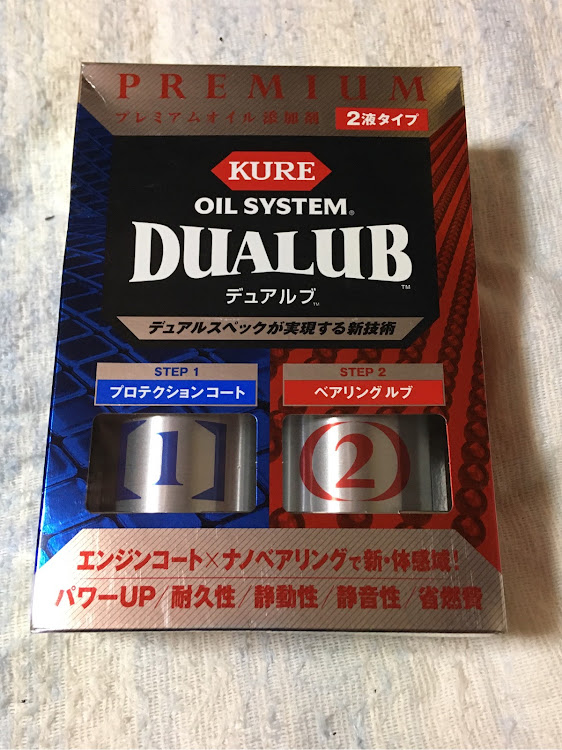 PREMIUM
プレミアムオイル添加剤 2液タイプ
KURE
OIL SYSTEM®
DUALUB™
デュアルブ™
デュアルスペックが実現する新技術
STEP 1
プロテクションコート
STEP 2
ベアリングルブ
1
2
エンジンコート×ナノベアリングで新・体感域!
パワーUP/耐久性/静動性/静音性/省燃費